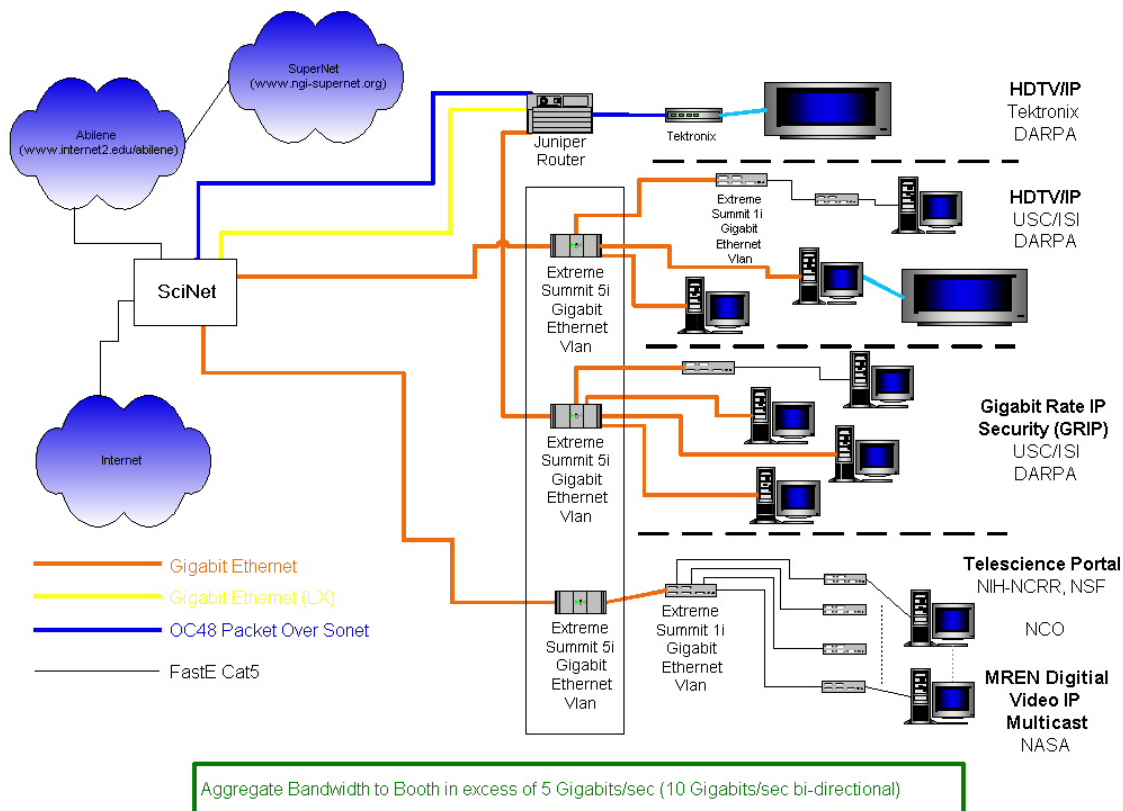 SuperNet
(www.ngi-supernet.org)
Abilene
(www.internet2.edu/abilene)
SciNet
Internet
Juniper
Router
Tektronix
HDTV/IP
Tektronix
DARPA
Extreme
Summit 1i
Gigabit
Ethernet
Vlan
HDTV/IP
USC/ISI
DARPA
Extreme
Summit 5i
Gigabit
Ethernet
Vlan
Extreme
Summit 5i
Gigabit
Ethernet
Vlan
Gigabit Rate IP
Security (GRIP)
USC/ISI
DARPA
Extreme
Summit 5i
Gigabit
Ethernet
Vlan
Extreme
Summit 1i
Gigabit
Ethernet
Vlan
Telescience Portal
NIH-NCRR, NSF
NCO
MREN Digitial
Video IP
Multicast
NASA
Gigabit Ethernet
Gigabit Ethernet (LX)
OC48 Packet Over Sonet
FastE Cat5
Aggregate Bandwidth to Booth in excess of 5 Gigabits/sec (10 Gigabits/sec bi-directional)